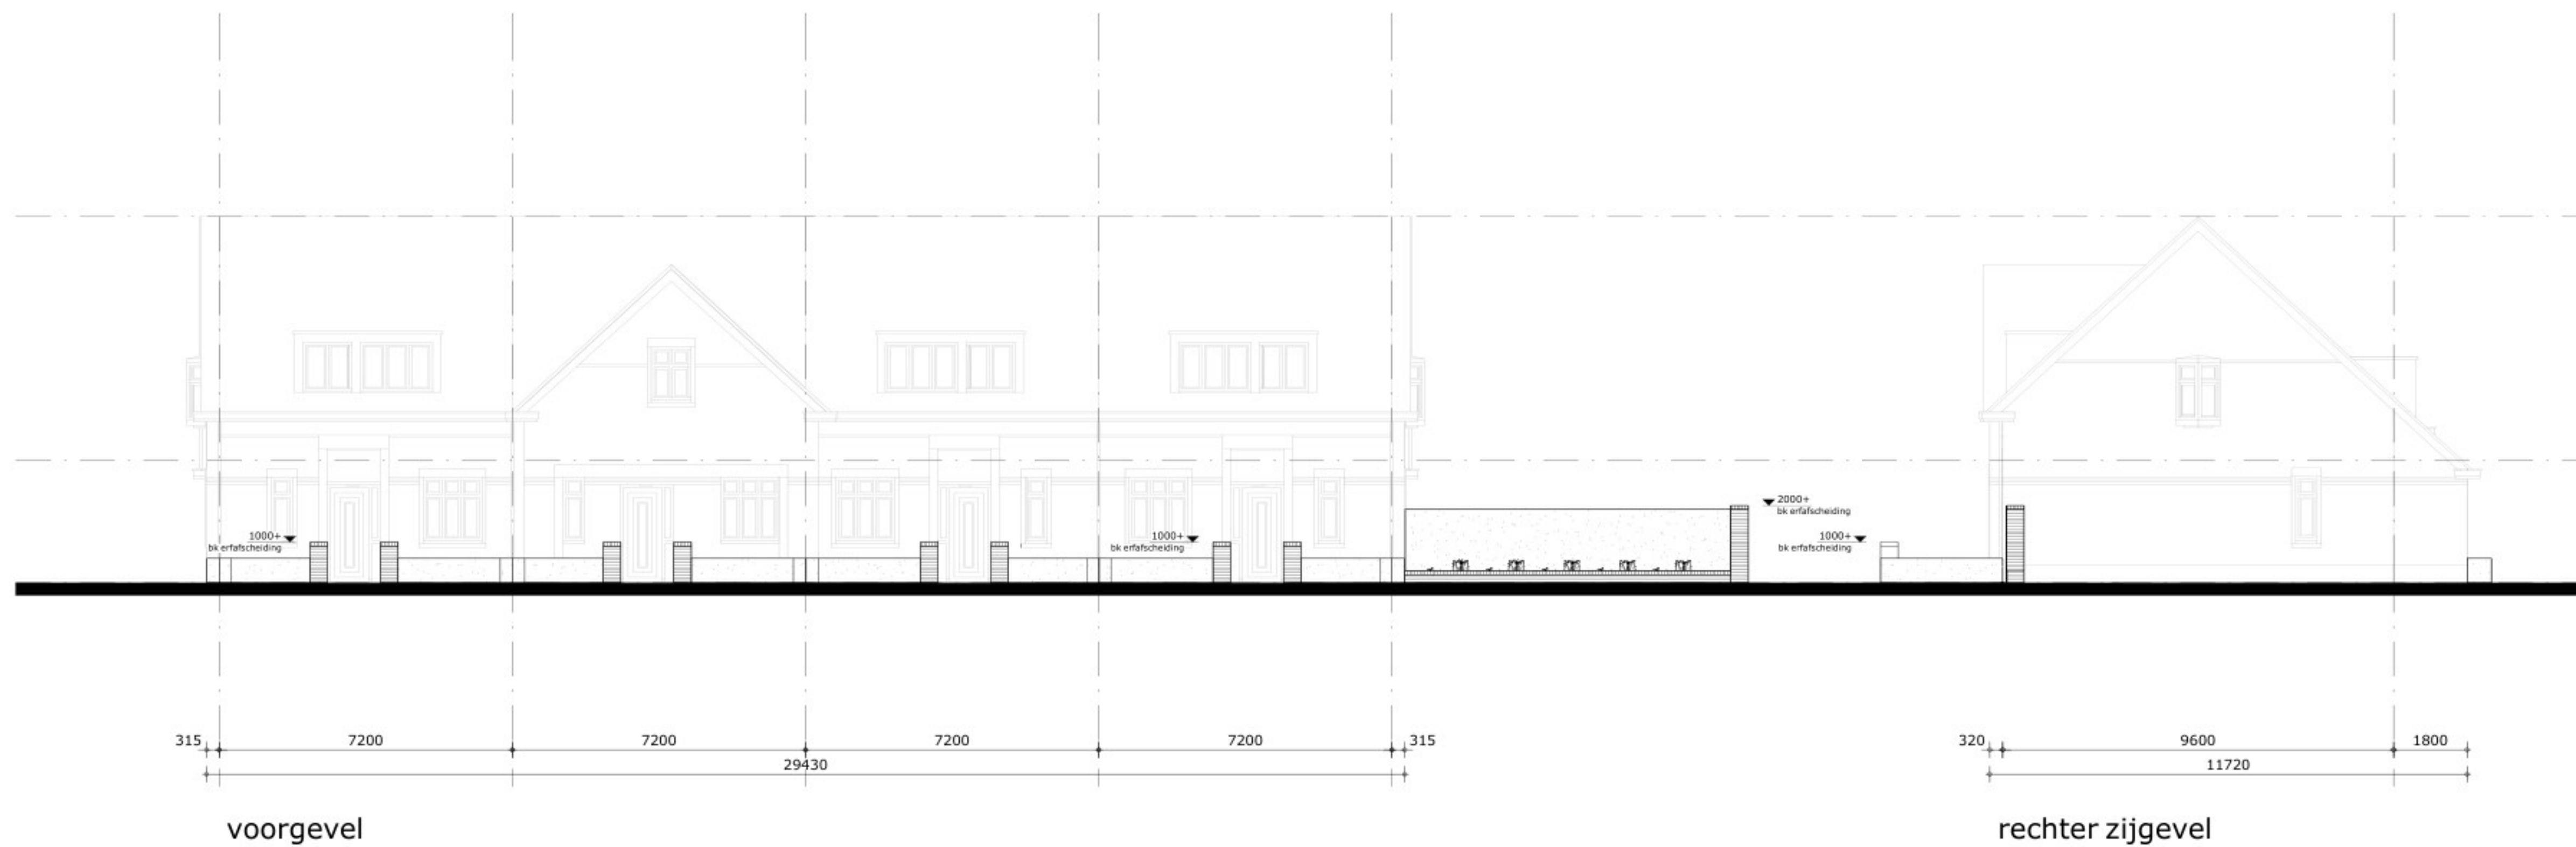 2000+
bk erfafscheiding
1000+
bk erfafscheiding
1000+
bk erfafscheiding
1000+
bk erfafscheiding
315
7200
7200
7200
7200
315
320
9600
1800
29430
11720
voorgevel
rechter zijgevel